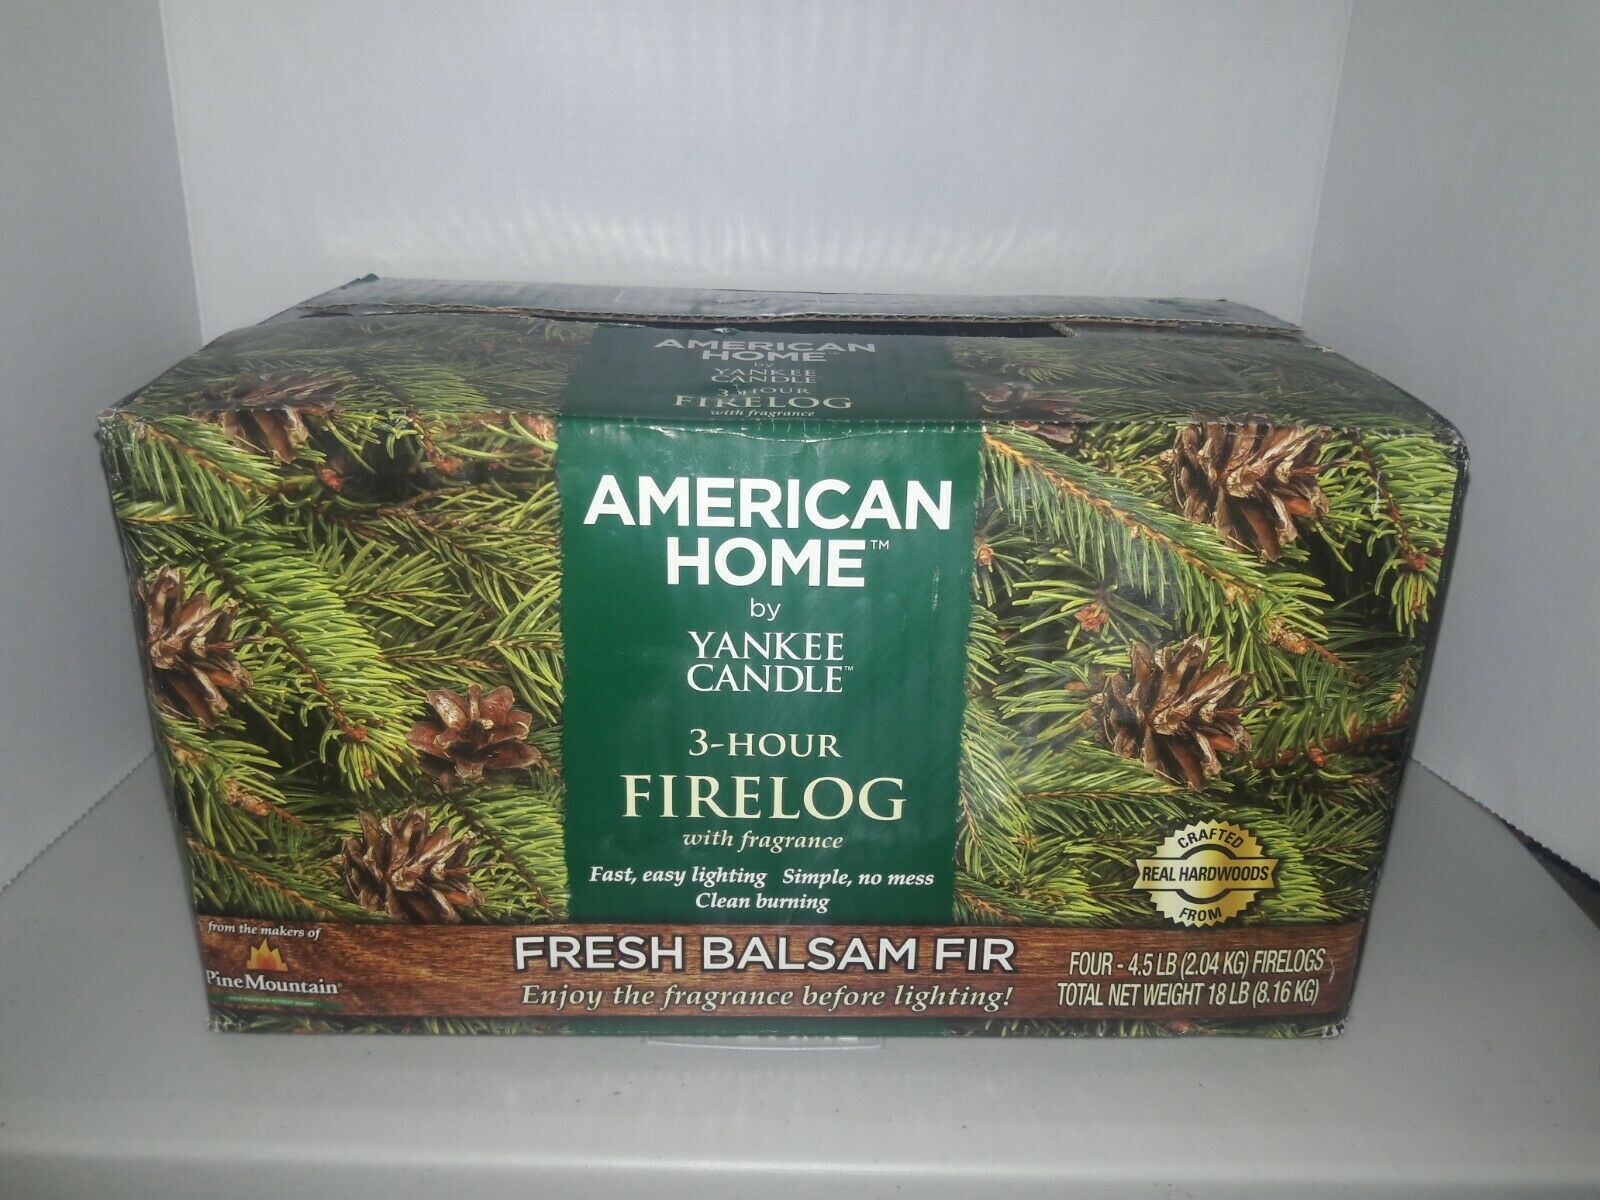 AMERICAN
HOME™
by
YANKEE
CANDLE
3-HOUR
FIRELOG
with fragrance
AMERICAN
HOME™
by
YANKEE
CANDLE™
3-HOUR
FIRELOG
with fragrance
Fast, easy lighting Simple, no mess
Clean burning
CRAFTED
REAL HARDWOODS
FROM
from the makers of
PineMountain®
FRESH BALSAM FIR
Enjoy the fragrance before lighting!
FOUR - 4.5 LB (2.04 KG) FIRELOGS
TOTAL NET WEIGHT 18 LB (8.16 KG)